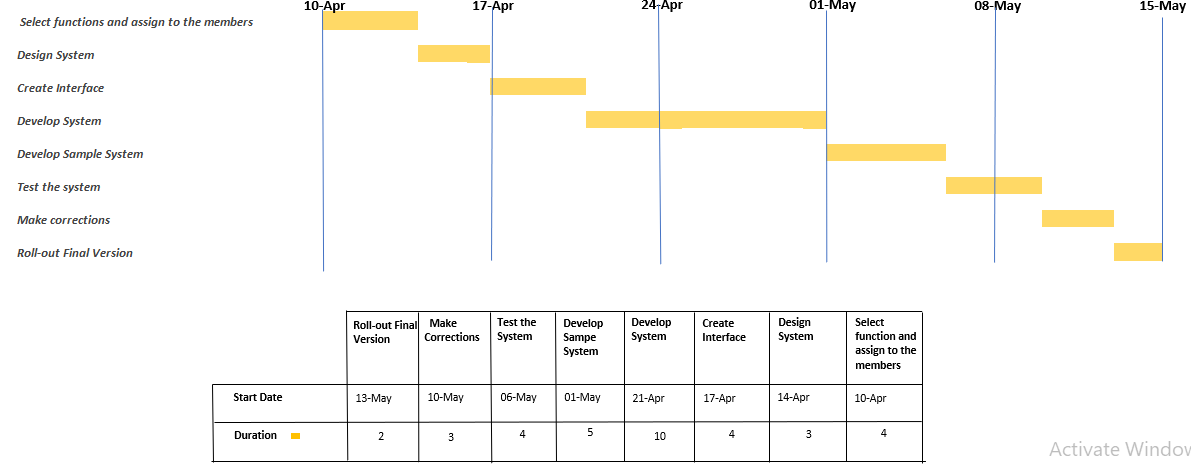 10-Apr 17-Apr 24-Apr 01-May 08-May 15-May
Select functions and assign to the members
Design System
Create Interface
Develop System
Develop Sample System
Test the system
Make corrections
Roll-out Final Version
Roll-out Final Version
Make Corrections
Test the System
Develop Sampe System
Develop System
Create Interface
Design System
Select function and assign to the members
Start Date 13-May 10-May 06-May 01-May 21-Apr 17-Apr 14-Apr 10-Apr
Duration 2 3 4 5 10 4 3 4
Activate Window